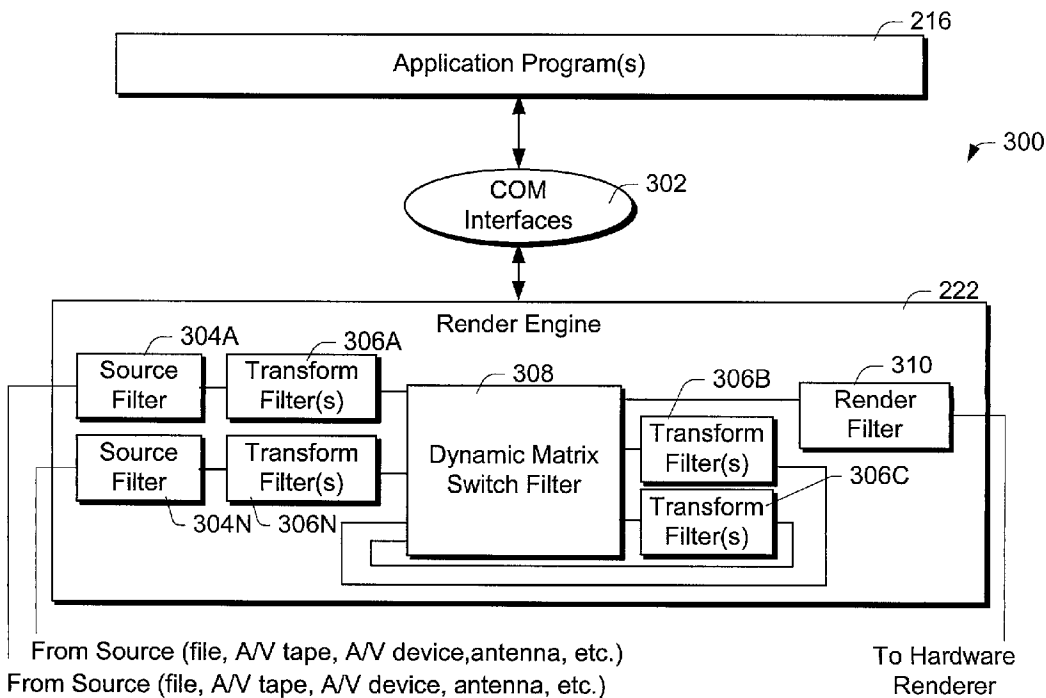 216
Application Program(s)
300
COM
Interfaces
302
222
Render Engine
304A
306A
Source
Filter
Transform
Filter(s)
308
306B
310
Render
Filter
Source
Filter
Transform
Filter(s)
Dynamic Matrix
Switch Filter
Transform
Filter(s)
306C
304N
306N
Transform
Filter(s)
From Source (file, A/V tape, A/V device,antenna, etc.)
From Source (file, A/V tape, A/V device, antenna, etc.)
To Hardware
Renderer